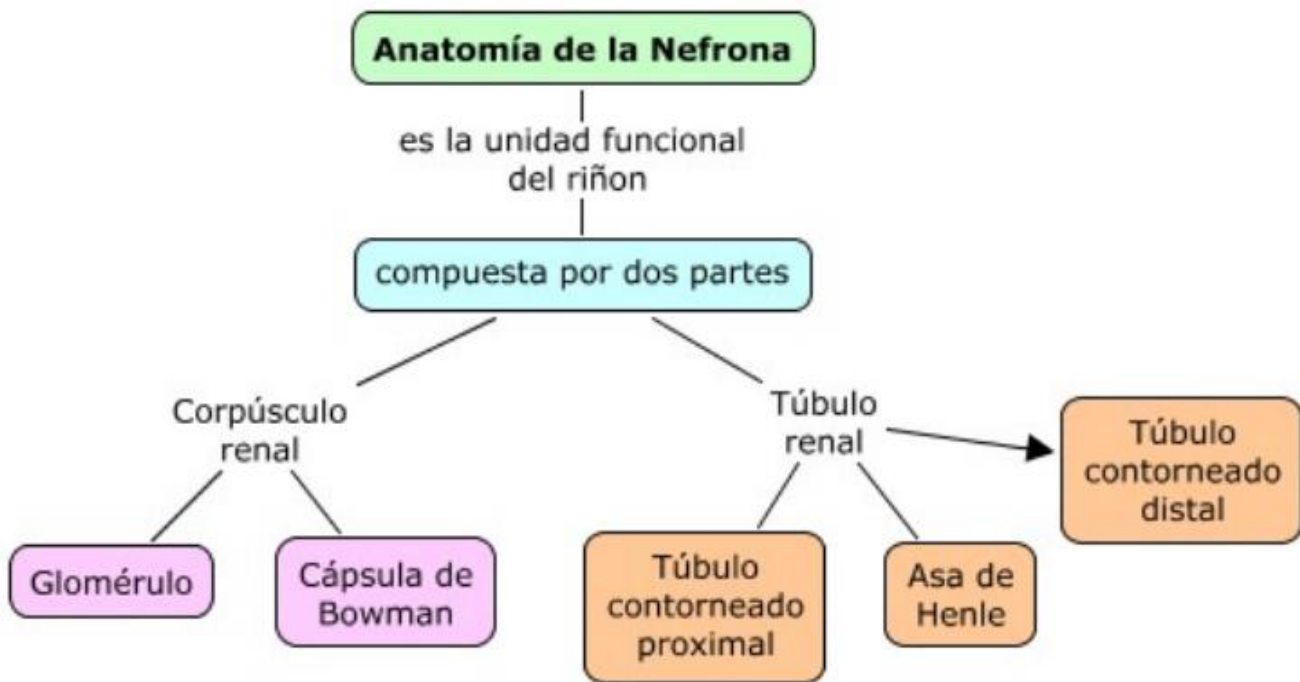 Anatomía de la Nefrona
es la unidad funcional
del riñon
compuesta por dos partes
Corpúsculo
renal
Túbulo
renal
Túbulo
contorneado
distal
Glomérulo
Cápsula de
Bowman
Túbulo
contorneado
proximal
Asa de
Henle